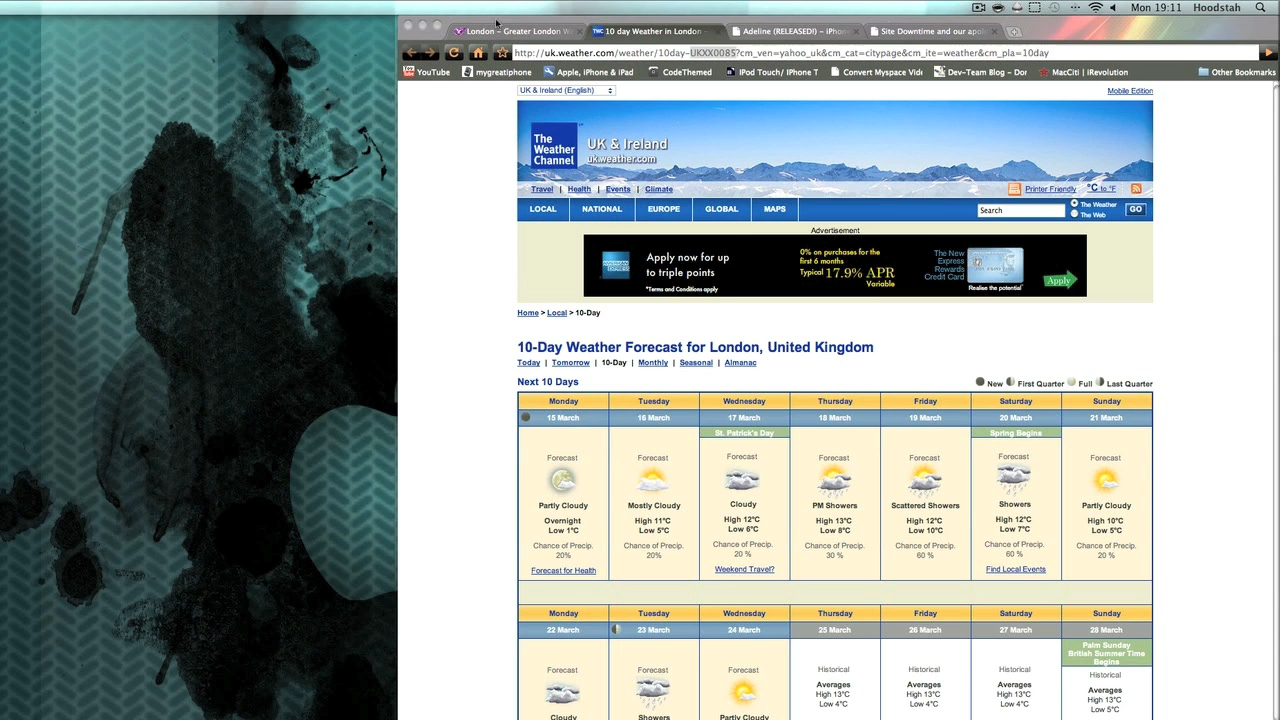 Mon 19:11 Hoodstah
London - Greater London W
10 day Weather in London -
Adeline (RELEASED!) - iPhon
Site Downtime and our apol
http://uk.weather.com/weather/10day-UKXX0085?cm_ven=yahoo_uk&cm_cat=citypage&cm_ite=weather&cm_pla=10day
YouTube
mygreatiphone
Apple, iPhone & iPad
CodeThemed
IPod Touch/ iPhone T
Convert Myspace Vide
Dev-Team Blog - Dor
MacCiti | iRevolution
Other Bookmarks
UK & Ireland (English)
Mobile Edition
The Weather Channel
UK & Ireland
uk.weather.com
Travel | Health | Events | Climate
Printer Friendly
°C to °F
LOCAL NATIONAL EUROPE GLOBAL MAPS
Search
The Weather
The Web
GO
Advertisement
Apply now for up
to triple points
*Terms and Conditions apply
0% on purchases for the
first 6 months
Typical 17.9% APR
Variable
The New
Express
Rewards
Credit Card
Realise the potential
Apply
Home > Local > 10-Day
10-Day Weather Forecast for London, United Kingdom
Today | Tomorrow | 10-Day | Monthly | Seasonal | Almanac
Next 10 Days
New First Quarter Full Last Quarter
Monday Tuesday Wednesday Thursday Friday Saturday Sunday
15 March 16 March 17 March 18 March 19 March 20 March 21 March
St. Patrick's Day Spring Begins
Forecast Forecast Forecast Forecast Forecast Forecast Forecast
Partly Cloudy Mostly Cloudy Cloudy PM Showers Scattered Showers Showers Partly Cloudy
Overnight High 11°C High 12°C High 13°C High 12°C High 12°C High 10°C
Low 1°C Low 5°C Low 6°C Low 8°C Low 10°C Low 7°C Low 5°C
Chance of Precip. Chance of Precip. Chance of Precip. Chance of Precip. Chance of Precip. Chance of Precip. Chance of Precip.
20% 20% 20 % 30 % 60 % 60 % 20 %
Forecast for Health Weekend Travel? Find Local Events
Monday Tuesday Wednesday Thursday Friday Saturday Sunday
22 March 23 March 24 March 25 March 26 March 27 March 28 March
Palm Sunday
British Summer Time
Begins
Forecast Forecast Forecast Historical Historical Historical Historical
Averages Averages Averages Averages
High 13°C High 13°C High 13°C High 13°C
Low 4°C Low 4°C Low 4°C Low 5°C
Cloudy Showers Partly Cloudy